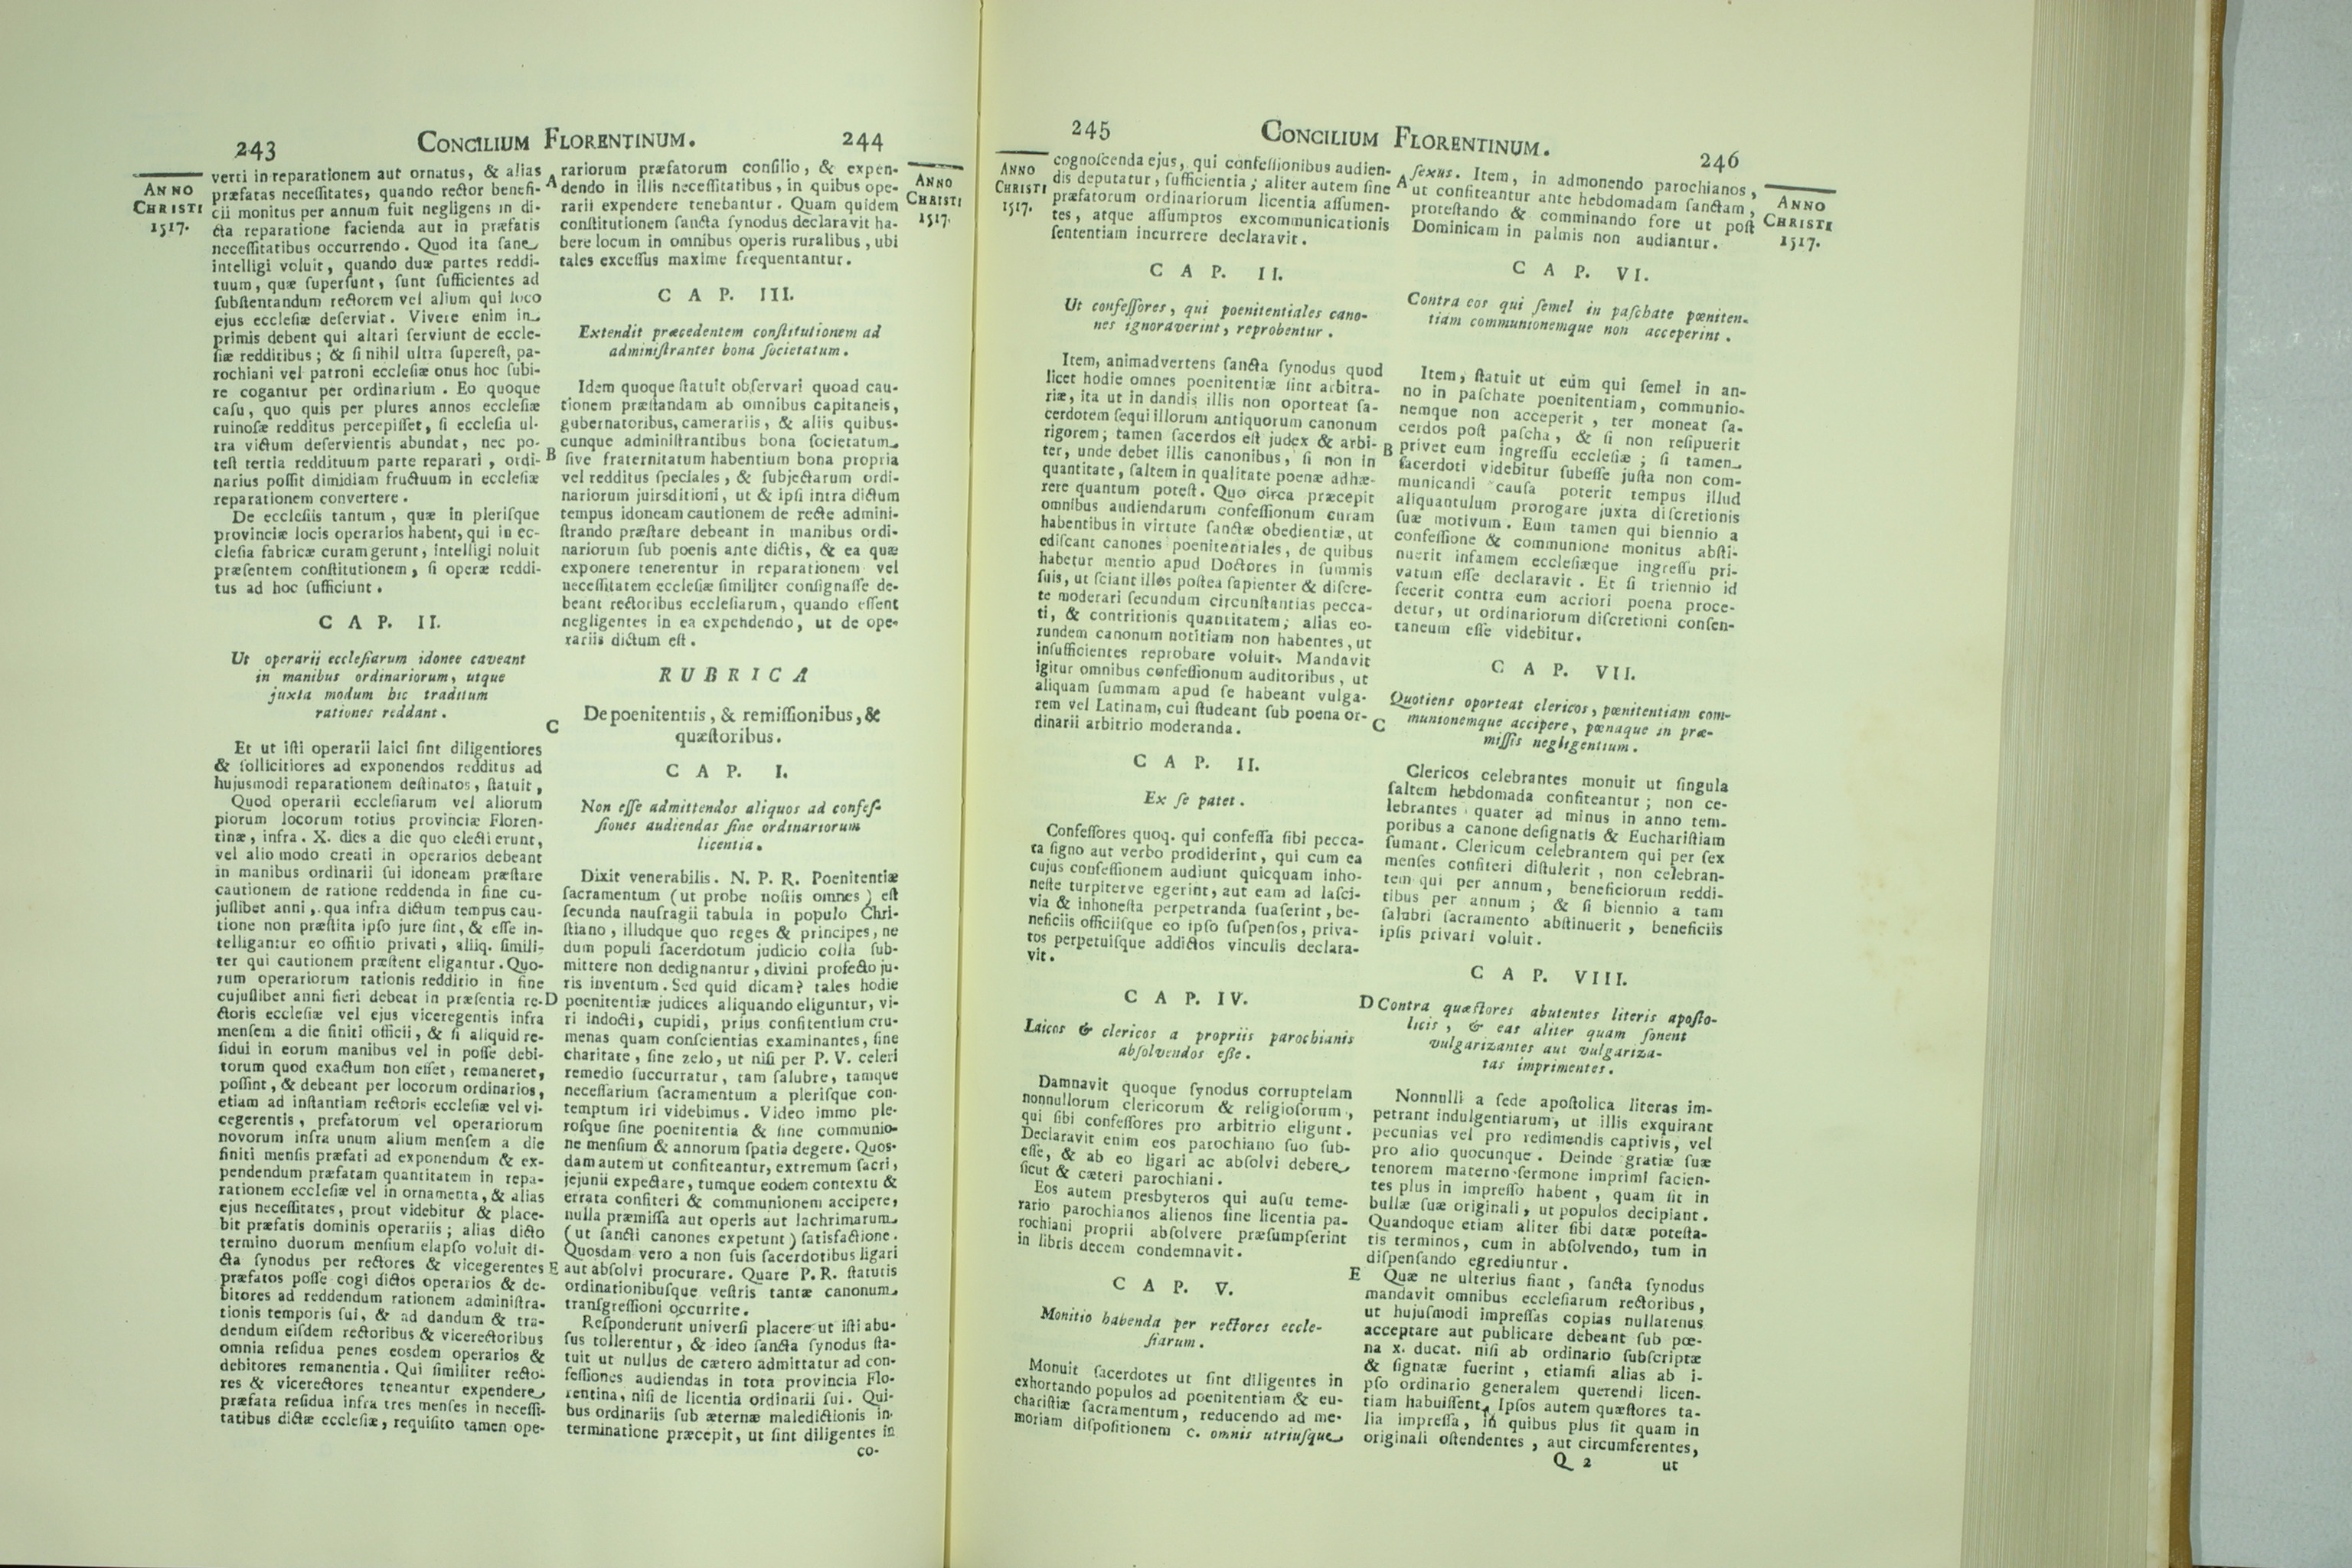 243
CONCILIUM FLORENTINUM.
244
ANNO
CHRISTI
1517.
verti in reparationem aut ornatus, & alias
præfatas neceſſitates, quando rector benefi-
cii monitus per annum fuit negligens in di-
cta reparatione facienda aut in præfatis
neceſſitatibus occurrendo. Quod ita ſane
intelligi voluit, quando duæ partes reddi-
tuum, quæ ſuperſunt, ſunt ſufficientes ad
ſubſtentandum rectorem vel alium qui loco
ejus eccleſiæ deſerviat. Vivere enim in
primis debent qui altari ſerviunt de eccle-
ſiæ redditibus; & ſi nihil ultra ſupereſt, pa-
rochiani vel patroni eccleſiæ onus hoc ſubi-
re cogantur per ordinarium. Eo quoque
caſu, quo quis per plures annos eccleſiæ
ruinoſæ redditus percepiſſet, ſi eccleſia ul-
tra victum deſervientis abundat, nec po-
teſt tertia reddituum parte reparari, ordi-
narius poſſit dimidiam fructuum in eccleſiæ
reparationem convertere.
De eccleſiis tantum, quæ in pleriſque
provinciæ locis operarios habent, qui in ec-
cleſia fabricæ curam gerunt, intelligi noluit
præſentem conſtitutionem, ſi operæ reddi-
tus ad hoc ſufficiunt.
CAP. II.
Ut operarii eccleſiarum idonee caveant
in manibus ordinariorum, utque
juxta modum hic traditum
rationes reddant.
Et ut iſti operarii laici ſint diligentiores
& ſollicitiores ad exponendos redditus ad
hujusmodi reparationem deſtinatos, ſtatuit,
Quod operarii eccleſiarum vel aliorum
piorum locorum totius provinciæ Floren-
tinæ, infra. X. dies a die quo electi erunt,
vel alio modo creati in operarios debeant
in manibus ordinarii ſui idoneam præſtare
cautionem de ratione reddenda in fine cu-
juſlibet anni, qua infra dictum tempus cau-
tione non præſtita ipſo jure ſint, & eſſe in-
telligantur eo offitio privati, aliiq. ſimili-
ter qui cautionem præſtent eligantur. Quo-
rum operariorum rationis redditio in fine
cujuſlibet anni fieri debeat in præſentia re-
ctoris eccleſiæ vel ejus viceregentis infra
menſem a die finiti officii, & ſi aliquid re-
ſidui in eorum manibus vel in poſſe debi-
torum quod exactum non eſſet, remaneret,
poſſint, & debeant per locorum ordinarios,
etiam ad inſtantiam rectoris eccleſiæ vel vi-
cegerentis, prefatorum vel operariorum
novorum infra unum alium menſem a die
finiti menſis præfati ad exponendum & ex-
pendendum præfatam quantitatem in repa-
rationem eccleſiæ vel in ornamenta, & alias
ejus neceſſitates, prout videbitur & place-
bit præfatis dominis operariis; alias dicto
termino duorum menſium elapſo voluit di-
cta ſynodus per rectores & vicegerentes
præfatos poſſe cogi dictos operarios & de-
bitores ad reddendum rationem adminiſtra-
tionis temporis ſui, & ad dandum & tra-
dendum eiſdem rectoribus & vicerectoribus
omnia reſidua penes eosdem operarios &
debitores remanentia. Qui ſimiliter recto-
res & vicerectores teneantur expendere
præfata reſidua infra tres menſes in neceſſi-
tatibus dictæ eccleſiæ, requiſito tamen ope-
A
B
C
D
E
rariorum præfatorum conſilio, & expen-
dendo in illis neceſſitatibus, in quibus ope-
rarii expendere tenebantur. Quam quidem
conſtitutionem ſancta ſynodus declaravit ha-
bere locum in omnibus operis ruralibus, ubi
tales exceſſus maxime frequentantur.
CAP. III.
Extendit præcedentem conſtitutionem ad
adminiſtrantes bona ſocietatum.
Idem quoque ſtatuit obſervari quoad cau-
tionem præſtandam ab omnibus capitaneis,
gubernatoribus, camerariis, & aliis quibus-
cunque adminiſtrantibus bona ſocietatum
ſive fraternitatum habentium bona propria
vel redditus ſpeciales, & ſubjectarum ordi-
nariorum juirsditioni, ut & ipſi intra dictum
tempus idoneam cautionem de recte admini-
ſtrando præſtare debeant in manibus ordi-
nariorum ſub poenis ante dictis, & ea quæ
exponere tenerentur in reparationem vel
neceſſitatem eccleſiæ ſimiliter conſignaſſe de-
beant rectoribus eccleſiarum, quando eſſent
negligentes in ea expendendo, ut de ope-
rariis dictum eſt.
RUBRICA
De poenitentiis, & remiſſionibus, &
quæſtoribus.
CAP. I.
Non eſſe admittendos aliquos ad confeſ-
ſiones audiendas ſine ordinariorum
licentia.
Dixit venerabilis. N. P. R. Poenitentiæ
ſacramentum (ut probe noſtis omnes) eſt
ſecunda naufragii tabula in populo Chri-
ſtiano, illudque quo reges & principes, ne
dum populi ſacerdotum judicio colla ſub-
mittere non dedignantur, divini profecto ju-
ris inventum. Sed quid dicam? tales hodie
poenitentiæ judices aliquando eliguntur, vi-
ri indocti, cupidi, prius confitentium cru-
menas quam conſcientias examinantes, ſine
charitate, ſine zelo, ut niſi per P. V. celeri
remedio ſuccurratur, tam ſalubre, tamque
neceſſarium ſacramentum a pleriſque con-
temptum iri videbimus. Video immo ple-
roſque ſine poenitentia & ſine communio-
ne menſium & annorum ſpatia degere. Quos-
dam autem ut confiteantur, extremum ſacri,
jejunii expectare, tumque eodem contextu &
errata confiteri & communionem accipere,
nulla præmiſſa aut operis aut lachrimarum
(ut ſancti canones expetunt) ſatisfactione.
Quosdam vero a non ſuis ſacerdotibus ligari
aut abſolvi procurare. Quare P. R. ſtatutis
ordinationibuſque veſtris tantæ canonum
tranſgreſſioni occurrite.
Reſponderunt univerſi placere ut iſti abu-
ſus tollerentur, & ideo ſancta ſynodus ſta-
tuit ut nullus de cætero admittatur ad con-
feſſiones audiendas in tota provincia Flo-
rentina, niſi de licentia ordinarii ſui. Qui-
bus ordinariis ſub æternæ maledictionis in-
terminatione præcepit, ut ſint diligentes in
co-
ANNO
CHRISTI
1517.
245
CONCILIUM FLORENTINUM.
246
ANNO
CHRISTI
1517.
cognoſcenda ejus, qui confeſſionibus audien-
dis deputatur, ſufficientia; aliter autem ſine
præfatorum ordinariorum licentia aſſumen-
tes, atque aſſumptos excommunicationis
ſententiam incurrere declaravit.
CAP. II.
Ut confeſſores, qui poenitentiales cano-
nes ignoraverint, reprobentur.
Item, animadvertens ſancta ſynodus quod
licet hodie omnes poenitentiæ ſint arbitra-
riæ, ita ut in dandis illis non oporteat ſa-
cerdotem ſequi illorum antiquorum canonum
rigorem; tamen ſacerdos eſt judex & arbi-
ter, unde debet illis canonibus, ſi non in
quantitate, ſaltem in qualitate poenæ adhæ-
rere quantum poteſt. Quo circa præcepit
omnibus audiendarum confeſſionum curam
habentibus in virtute ſanctæ obedientiæ, ut
ediſcant canones poenitentiales, de quibus
habetur mentio apud Doctores in ſummis
ſuis, ut ſciant illos poſtea ſapienter & diſcre-
te moderari ſecundum circunſtantias pecca-
ti, & contritionis quantitatem; alias eo-
rundem canonum notitiam non habentes, ut
inſufficientes reprobare voluit. Mandavit
igitur omnibus confeſſionum auditoribus, ut
aliquam ſummam apud ſe habeant vulga-
rem vel Latinam, cui ſtudeant ſub poena or-
dinarii arbitrio moderanda.
CAP. II.
Ex ſe patet.
Confeſſores quoq. qui confeſſa ſibi pecca-
ta ſigno aut verbo prodiderint, qui cum ea
cujus confeſſionem audiunt quicquam inho-
neſte turpiterve egerint, aut eam ad laſci-
via & inhoneſta perpetranda ſuaſerint, be-
neficiis officiiſque eo ipſo ſuſpenſos, priva-
tos perpetuiſque addictos vinculis declara-
vit.
CAP. IV.
Laicos & clericos a propriis parochianis
abſolvendos eſſe.
Damnavit quoque ſynodus corruptelam
nonnullorum clericorum & religioſorum,
qui ſibi confeſſores pro arbitrio eligunt.
Declaravit enim eos parochiano ſuo ſub-
eſſe, & ab eo ligari ac abſolvi debere
ſicut & cæteri parochiani.
Eos autem presbyteros qui auſu teme-
rario parochianos alienos ſine licentia pa-
rochiani proprii abſolvere præſumpſerint
in libris decem condemnavit.
CAP. V.
Monitio habenda per rectores eccle-
ſiarum.
Monuit ſacerdotes ut ſint diligentes in
exhortando populos ad poenitentiam & eu-
chariſtiæ ſacramentum, reducendo ad me-
moriam diſpoſitionem c. omnis utriuſque
A
B
C
D
E
ſexus. Item, in admonendo parochianos,
ut confiteantur ante hebdomadam ſanctam,
proteſtando & comminando fore ut poſt
Dominicam in palmis non audiantur.
CAP. VI.
Contra eos qui ſemel in paſchate pœniten-
tiam communionemque non acceperint.
Item, ſtatuit ut eum qui ſemel in an-
no in paſchate poenitentiam, communio-
nemque non acceperit, ter moneat ſa-
cerdos poſt paſcha, & ſi non reſipuerit
privet eum ingreſſu eccleſiæ; ſi tamen
ſacerdoti videbitur ſubeſſe juſta non com-
municandi cauſa poterit tempus illud
aliquantulum prorogare juxta diſcretionis
ſuæ motivum. Eum tamen qui biennio a
confeſſione & communione monitus abſti-
nuerit infamem eccleſiæque ingreſſu pri-
vatum eſſe declaravit. Et ſi triennio id
fecerit contra eum acriori poena proce-
detur, ut ordinariorum diſcretioni conſen-
taneum eſſe videbitur.
CAP. VII.
Quotiens oporteat clericos, pœnitentiam com-
munionemque accipere, pœnaque in præ-
miſſis negligentium.
Clericos celebrantes monuit ut ſingula
ſaltem hebdomada confiteantur; non ce-
lebrantes quater ad minus in anno tem-
poribus a canone deſignatis & Euchariſtiam
ſumant. Clericum celebrantem qui per ſex
menſes confiteri diſtulerit, non celebran-
tem qui per annum, beneficiorum reddi-
tibus per annum; & ſi biennio a tam
ſalubri ſacramento abſtinuerit, beneficiis
ipſis privari voluit.
CAP. VIII.
Contra quæſtores abutentes literis apoſto-
licis, & eas aliter quam ſonent
vulgarizantes aut vulgariza-
tas imprimentes.
Nonnulli a ſede apoſtolica literas im-
petrant indulgentiarum, ut illis exquirant
pecunias vel pro redimendis captivis, vel
pro alio quocunque. Deinde gratiæ ſuæ
tenorem materno ſermone imprimi facien-
tes plus in impreſſo habent, quam ſit in
bullæ ſuæ originali, ut populos decipiant.
Quandoque etiam aliter ſibi datæ poteſta-
tis terminos, cum in abſolvendo, tum in
diſpenſando egrediuntur.
Quæ ne ulterius fiant, ſancta ſynodus
mandavit omnibus eccleſiarum rectoribus,
ut hujuſmodi impreſſas copias nullatenus
acceptare aut publicare debeant ſub pœ-
na x. ducat. niſi ab ordinario ſubſcriptæ
& ſignatæ fuerint, etiamſi alias ab i-
pſo ordinario generalem querendi licen-
tiam habuiſſent. Ipſos autem quæſtores ta-
lia impreſſa, in quibus plus ſit quam in
originali oſtendentes, aut circumferentes,
Q 2
ut
ANNO
CHRISTI
1517.